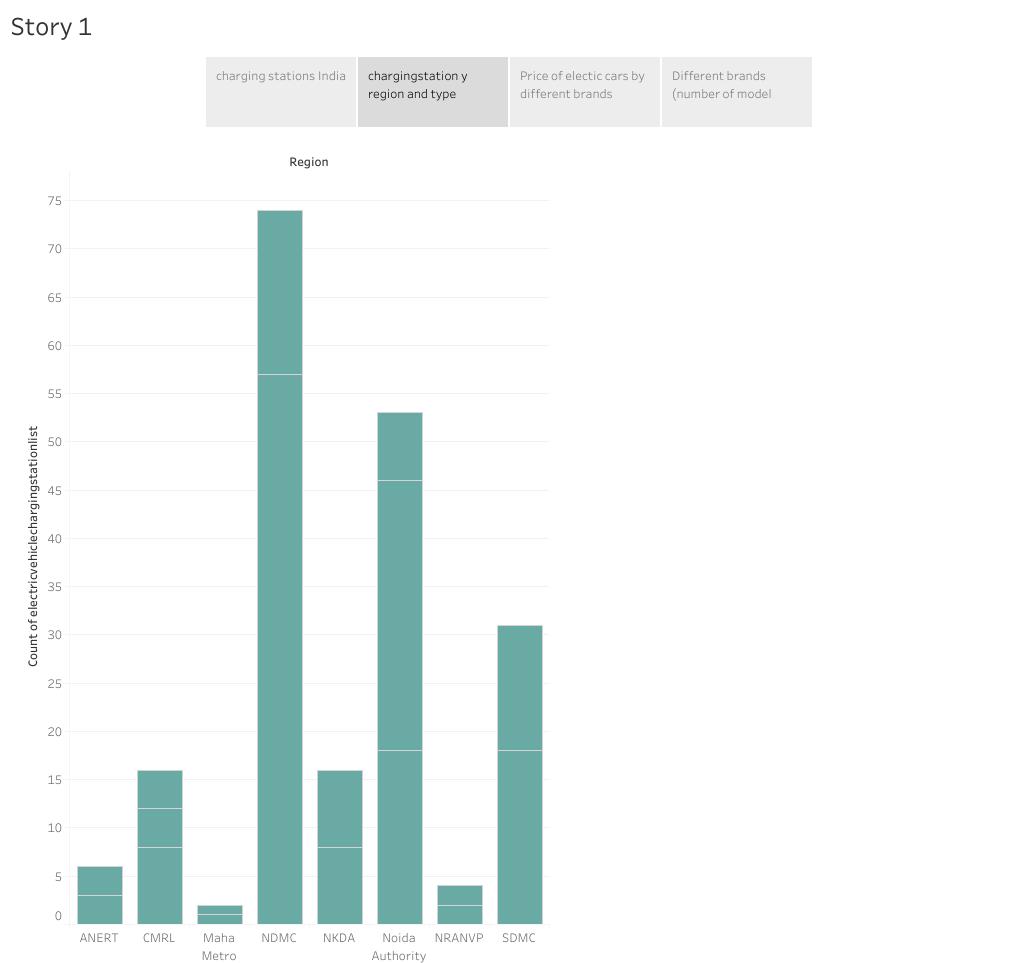 Story 1
charging stations India
chargingstation y
region and type
Price of electic cars by
different brands
Different brands
(number of model
Region
75
70
65
60
55
50
45
40
35
30
25
20
15
10
5
0
Count of electricvehiclechargingstationlist
ANERT
CMRL
Maha
Metro
NDMC
NKDA
Noida
Authority
NRANVP
SDMC